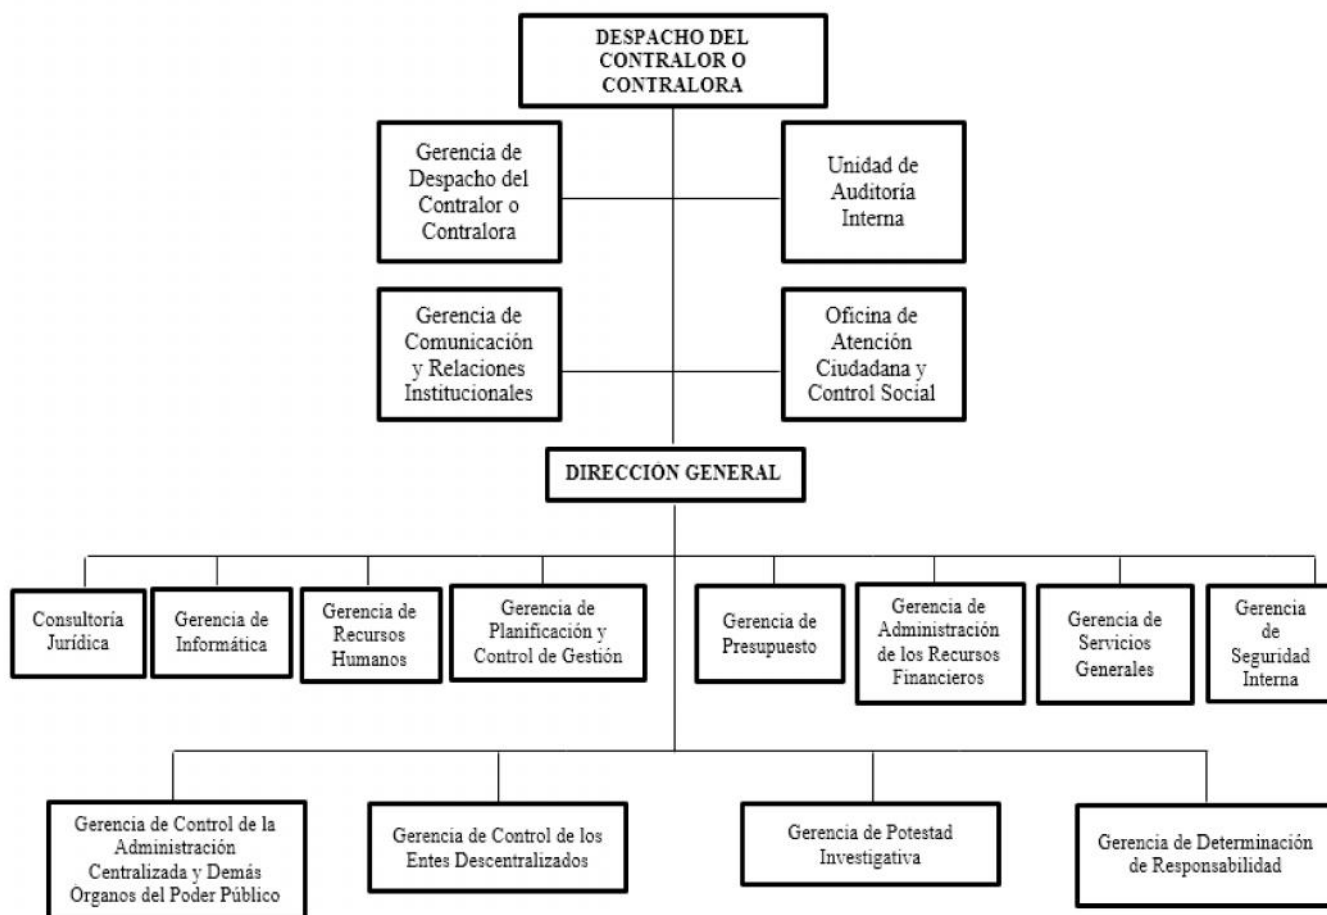 DESPACHO DEL
CONTRALOR O
CONTRALORA
Gerencia de
Despacho del
Contralor o
Contralora
Unidad de
Auditoría
Interna
Gerencia de
Comunicación
y Relaciones
Institucionales
Oficina de
Atención
Ciudadana y
Control Social
DIRECCIÓN GENERAL
Consultoría
Jurídica
Gerencia de
Informática
Gerencia de
Recursos
Humanos
Gerencia de
Planificación y
Control de Gestión
Gerencia de
Presupuesto
Gerencia de
Administración
de los Recursos
Financieros
Gerencia de
Servicios
Generales
Gerencia
de
Seguridad
Interna
Gerencia de Control de la
Administración
Centralizada y Demás
Órganos del Poder Público
Gerencia de Control de los
Entes Descentralizados
Gerencia de Potestad
Investigativa
Gerencia de Determinación
de Responsabilidad